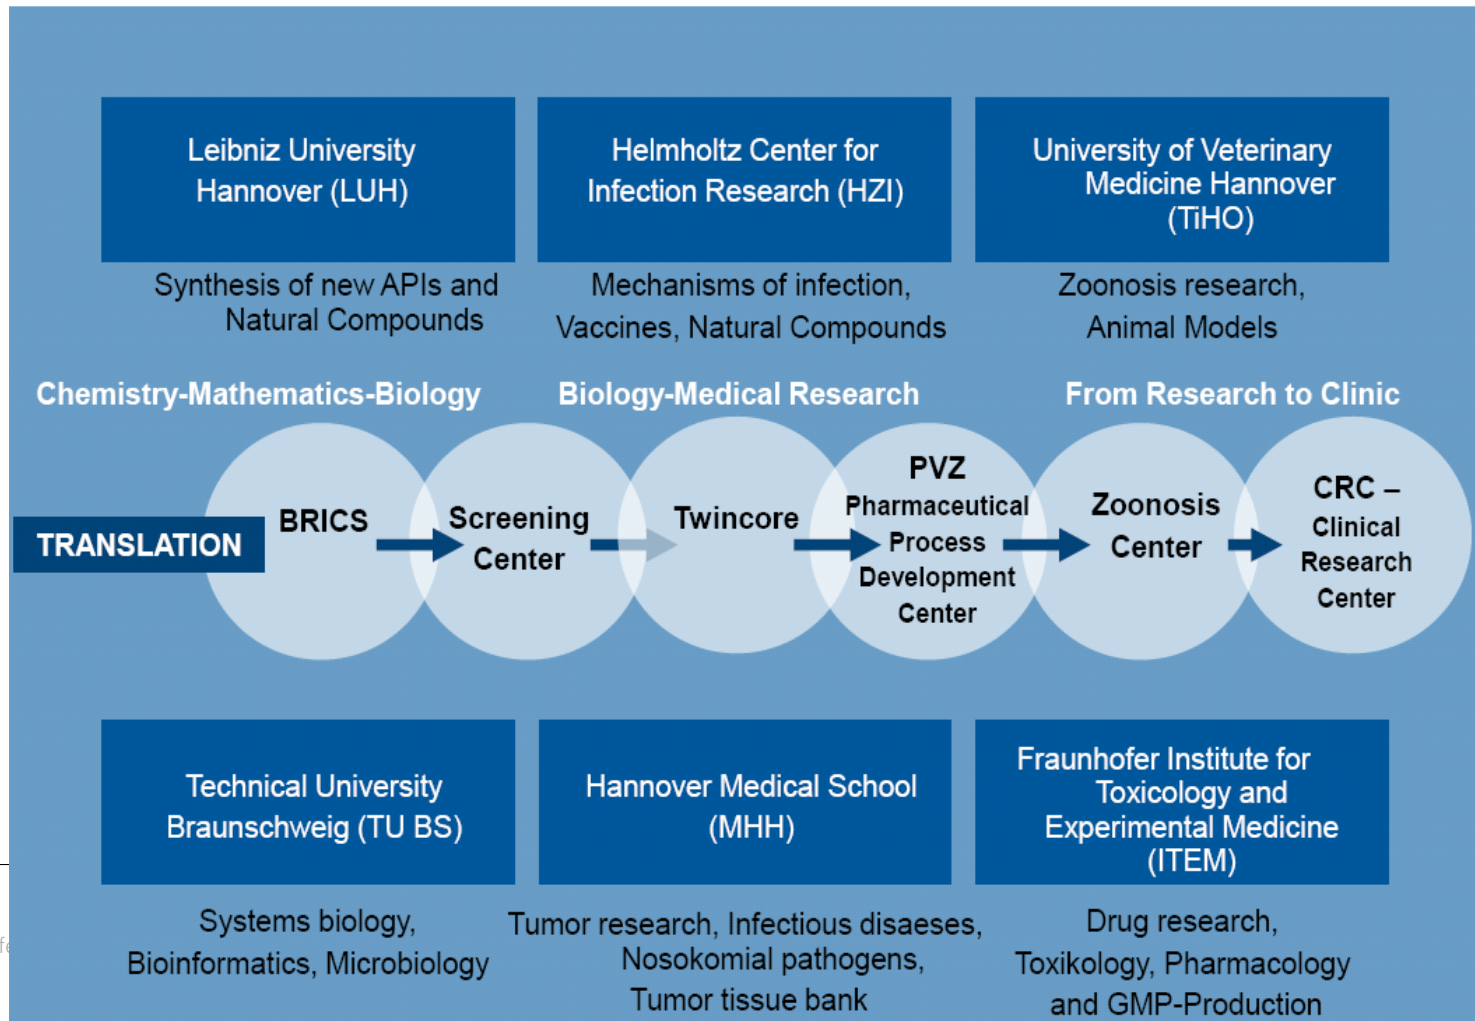 Leibniz University
Hannover (LUH)
Helmholtz Center for
Infection Research (HZI)
University of Veterinary
Medicine Hannover
(TiHO)
Synthesis of new APIs and
Natural Compounds
Mechanisms of infection,
Vaccines, Natural Compounds
Zoonosis research,
Animal Models
Chemistry-Mathematics-Biology
Biology-Medical Research
From Research to Clinic
TRANSLATION
BRICS
Screening
Center
Twincore
PVZ
Pharmaceutical
Process
Development
Center
Zoonosis
Center
CRC –
Clinical
Research
Center
Technical University
Braunschweig (TU BS)
Hannover Medical School
(MHH)
Fraunhofer Institute for
Toxicology and
Experimental Medicine
(ITEM)
Systems biology,
Bioinformatics, Microbiology
Tumor research, Infectious disaeses,
Nosokomial pathogens,
Tumor tissue bank
Drug research,
Toxikology, Pharmacology
and GMP-Production